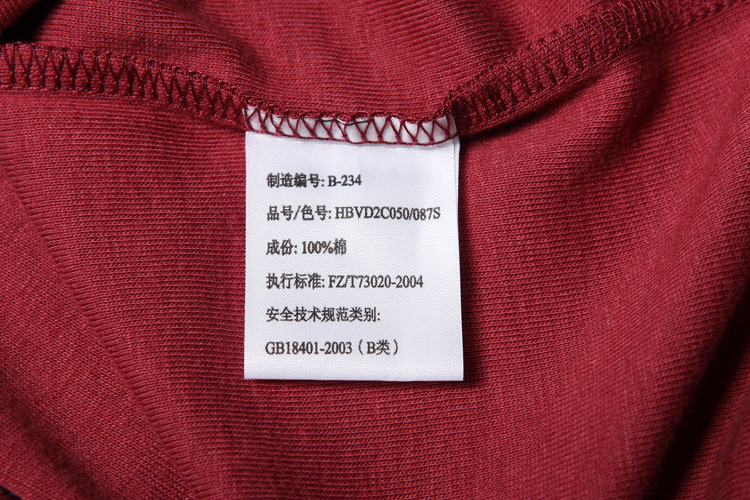 制造编号: B-234
品号/色号: HBVD2C050/087S
成份: 100%棉
执行标准: FZ/T73020-2004
安全技术规范类别:
GB18401-2003（B类）